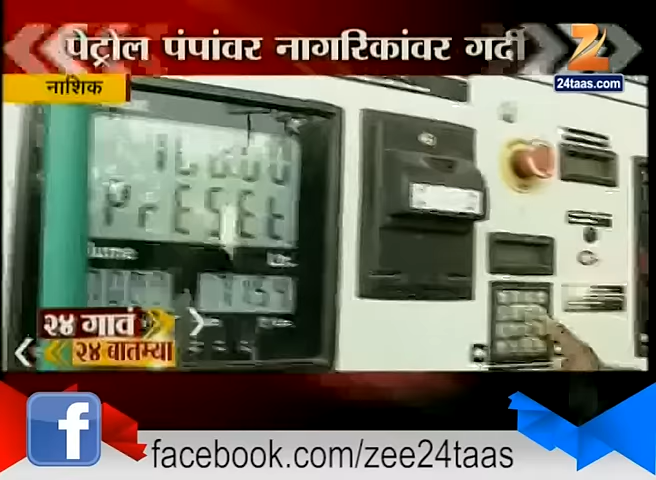 पेट्रोल पंपांवर नागरिकांवर गर्दी
24taas.com
नाशिक
PrESEt
२४ गावं
२४ बातम्या
facebook.com/zee24taas